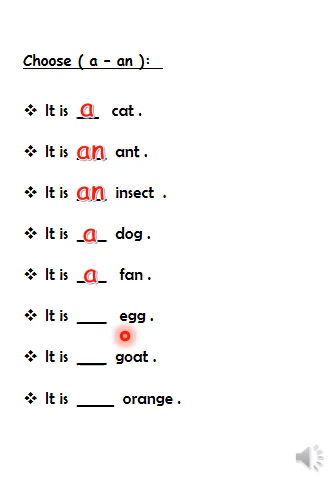 Choose ( a - an ):
❖ It is a cat .
❖ It is an ant .
❖ It is an insect .
❖ It is a dog .
❖ It is a fan .
❖ It is ____ egg .
❖ It is ____ goat .
❖ It is _____ orange .